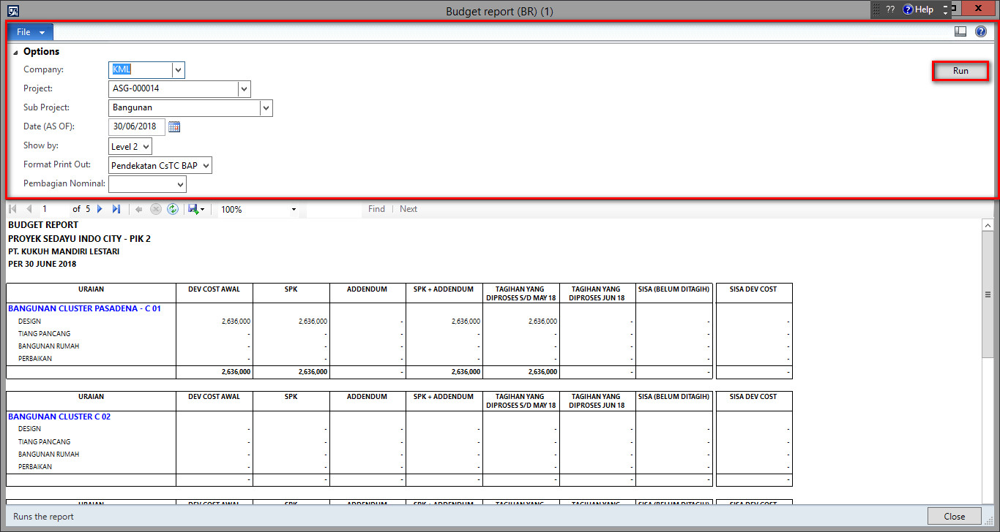 Budget report (BR) (1)
?? Help
File
Options
Company: KML
Run
Project: ASG-000014
Sub Project: Bangunan
Date (AS OF): 30/06/2018
Show by: Level 2
Format Print Out: Pendekatan CsTC BAP
Pembagian Nominal:
1 of 5 100% Find | Next
BUDGET REPORT
PROYEK SEDAYU INDO CITY - PIK 2
PT. KUKUH MANDIRI LESTARI
PER 30 JUNE 2018
URAIAN DEV COST AWAL SPK ADDENDUM SPK + ADDENDUM TAGIHAN YANG TAGIHAN YANG SISA (BELUM DITAGIH) SISA DEV COST
DIPROSES S/D MAY 18 DIPROSES JUN 18
BANGUNAN CLUSTER PASADENA - C 01
DESIGN 2,636,000 2,636,000 - 2,636,000 2,636,000 - - -
TIANG PANCANG - - - - - - - -
BANGUNAN RUMAH - - - - - - - -
PERBAIKAN - - - - - - - -
2,636,000 2,636,000 - 2,636,000 2,636,000 - - -
URAIAN DEV COST AWAL SPK ADDENDUM SPK + ADDENDUM TAGIHAN YANG TAGIHAN YANG SISA (BELUM DITAGIH) SISA DEV COST
DIPROSES S/D MAY 18 DIPROSES JUN 18
BANGUNAN CLUSTER C 02
DESIGN - - - - - - - -
TIANG PANCANG - - - - - - - -
BANGUNAN RUMAH - - - - - - - -
PERBAIKAN - - - - - - - -
- - - - - - - -
URAIAN DEV COST AWAL SPK ADDENDUM SPK + ADDENDUM TAGIHAN YANG TAGIHAN YANG SISA (BELUM DITAGIH) SISA DEV COST
Runs the report
Close